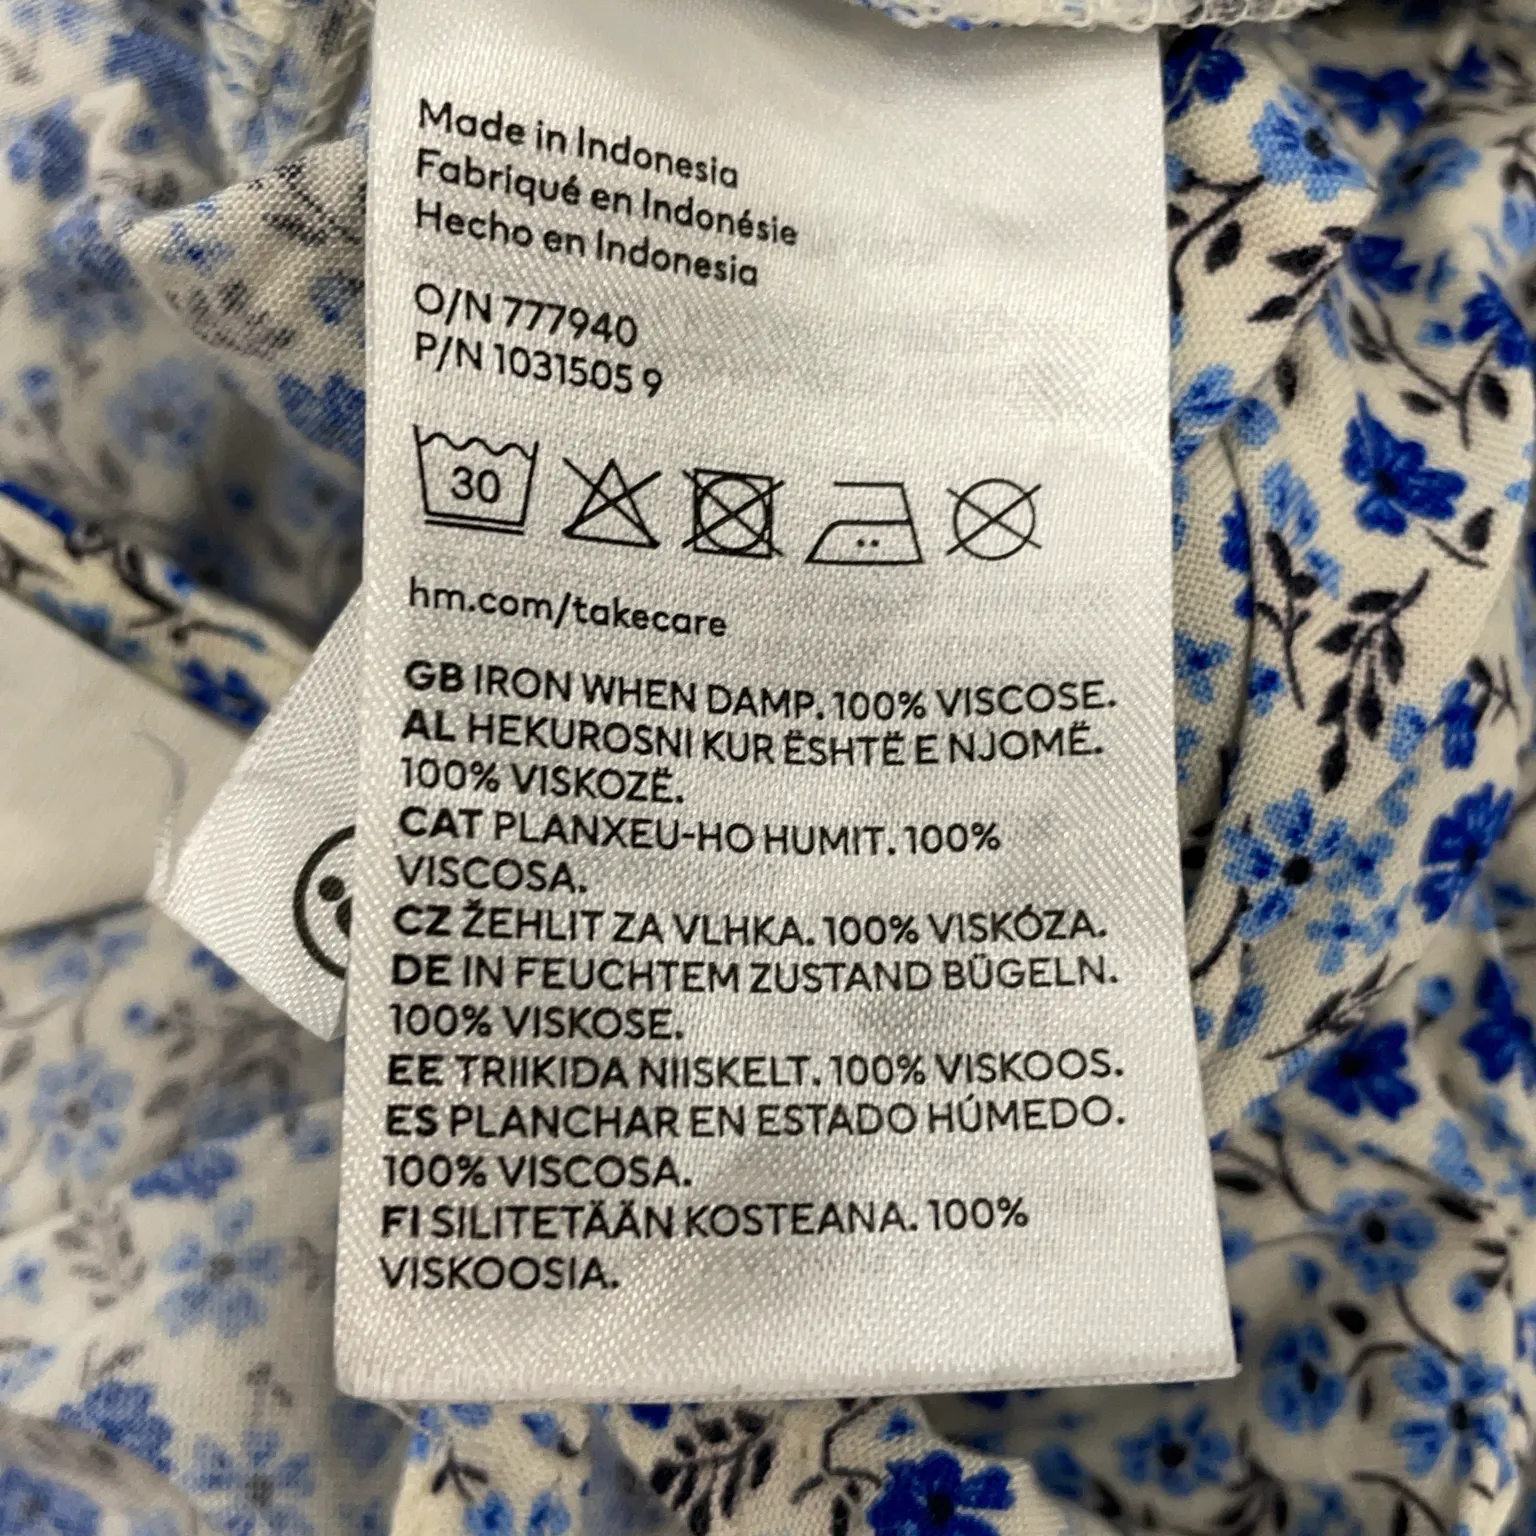 Made in Indonesia
Fabriqué en Indonésie
Hecho en Indonesia
O/N 777940
P/N 1031505 9
30
hm.com/takecare
GB IRON WHEN DAMP. 100% VISCOSE.
AL HEKUROSNI KUR ËSHTË E NJOMË.
100% VISKOZË.
CAT PLANXEU-HO HUMIT. 100%
VISCOSA.
CZ ŽEHLIT ZA VLHKA. 100% VISKÓZA.
DE IN FEUCHTEM ZUSTAND BÜGELN.
100% VISKOSE.
EE TRIIKIDA NIISKELT. 100% VISKOOS.
ES PLANCHAR EN ESTADO HÚMEDO.
100% VISCOSA.
FI SILITETÄÄN KOSTEANA. 100%
VISKOOSIA.